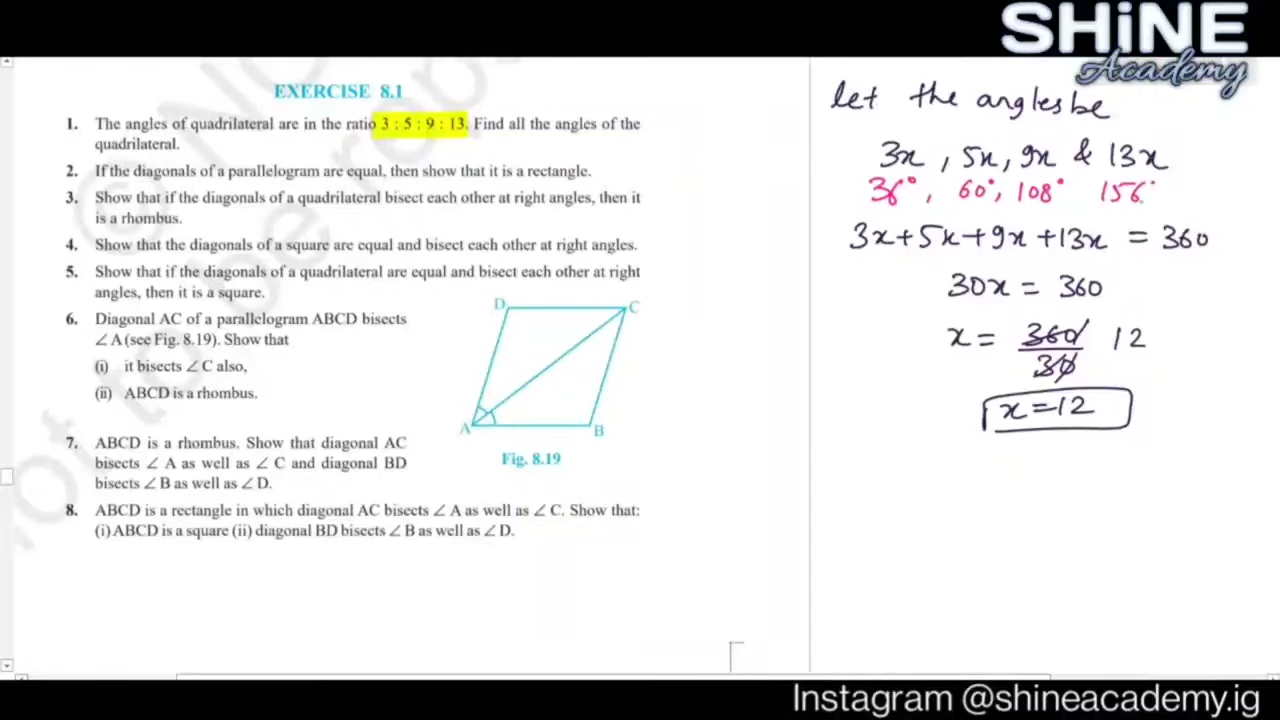 SHiNE
Academy
EXERCISE 8.1
1. The angles of quadrilateral are in the ratio 3 : 5 : 9 : 13. Find all the angles of the
quadrilateral.
2. If the diagonals of a parallelogram are equal, then show that it is a rectangle.
3. Show that if the diagonals of a quadrilateral bisect each other at right angles, then it
is a rhombus.
4. Show that the diagonals of a square are equal and bisect each other at right angles.
5. Show that if the diagonals of a quadrilateral are equal and bisect each other at right
angles, then it is a square.
6. Diagonal AC of a parallelogram ABCD bisects
∠ A (see Fig. 8.19). Show that
(i) it bisects ∠ C also,
(ii) ABCD is a rhombus.
D C
A B
Fig. 8.19
7. ABCD is a rhombus. Show that diagonal AC
bisects ∠ A as well as ∠ C and diagonal BD
bisects ∠ B as well as ∠ D.
8. ABCD is a rectangle in which diagonal AC bisects ∠ A as well as ∠ C. Show that:
(i) ABCD is a square (ii) diagonal BD bisects ∠ B as well as ∠ D.
let the angles be
3x , 5x, 9x & 13x
36°, 60°, 108° 156°
3x+5x+9x+13x = 360
30x = 360
x = 360/30 12
x=12
not to be rep
Instagram @shineacademy.ig